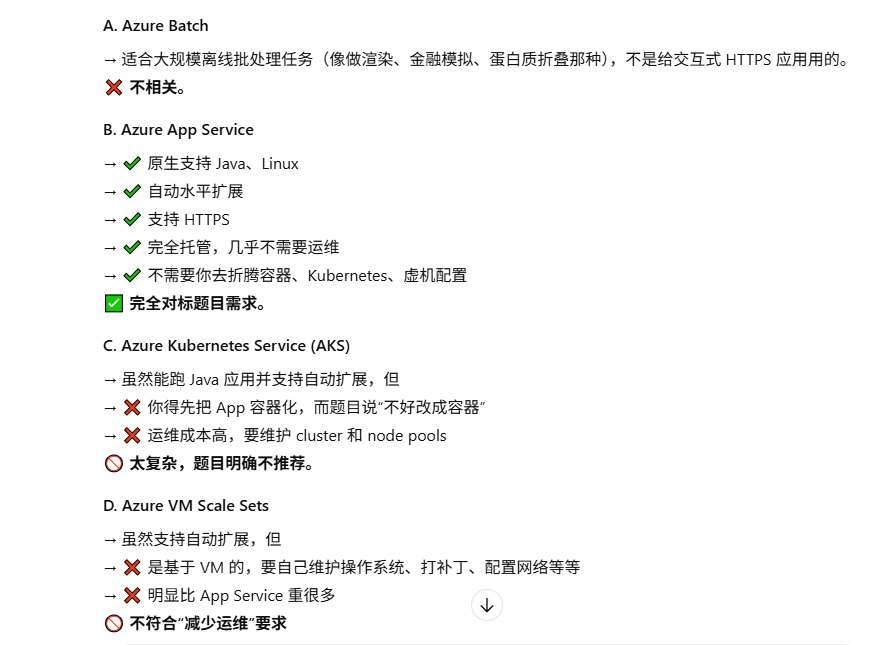 A. Azure Batch
→ 适合大规模离线批处理任务（像做渲染、金融模拟、蛋白质折叠那种），不是给交互式 HTTPS 应用用的。
❌ 不相关。
B. Azure App Service
→ ✔ 原生支持 Java、Linux
→ ✔ 自动水平扩展
→ ✔ 支持 HTTPS
→ ✔ 完全托管，几乎不需要运维
→ ✔ 不需要你去折腾容器、Kubernetes、虚机配置
✅ 完全对标题目需求。
C. Azure Kubernetes Service (AKS)
→ 虽然能跑 Java 应用并支持自动扩展，但
→ ❌ 你得先把 App 容器化，而题目说“不好改成容器”
→ ❌ 运维成本高，要维护 cluster 和 node pools
🚫 太复杂，题目明确不推荐。
D. Azure VM Scale Sets
→ 虽然支持自动扩展，但
→ ❌ 是基于 VM 的，要自己维护操作系统、打补丁、配置网络等等
→ ❌ 明显比 App Service 重很多
🚫 不符合“减少运维”要求